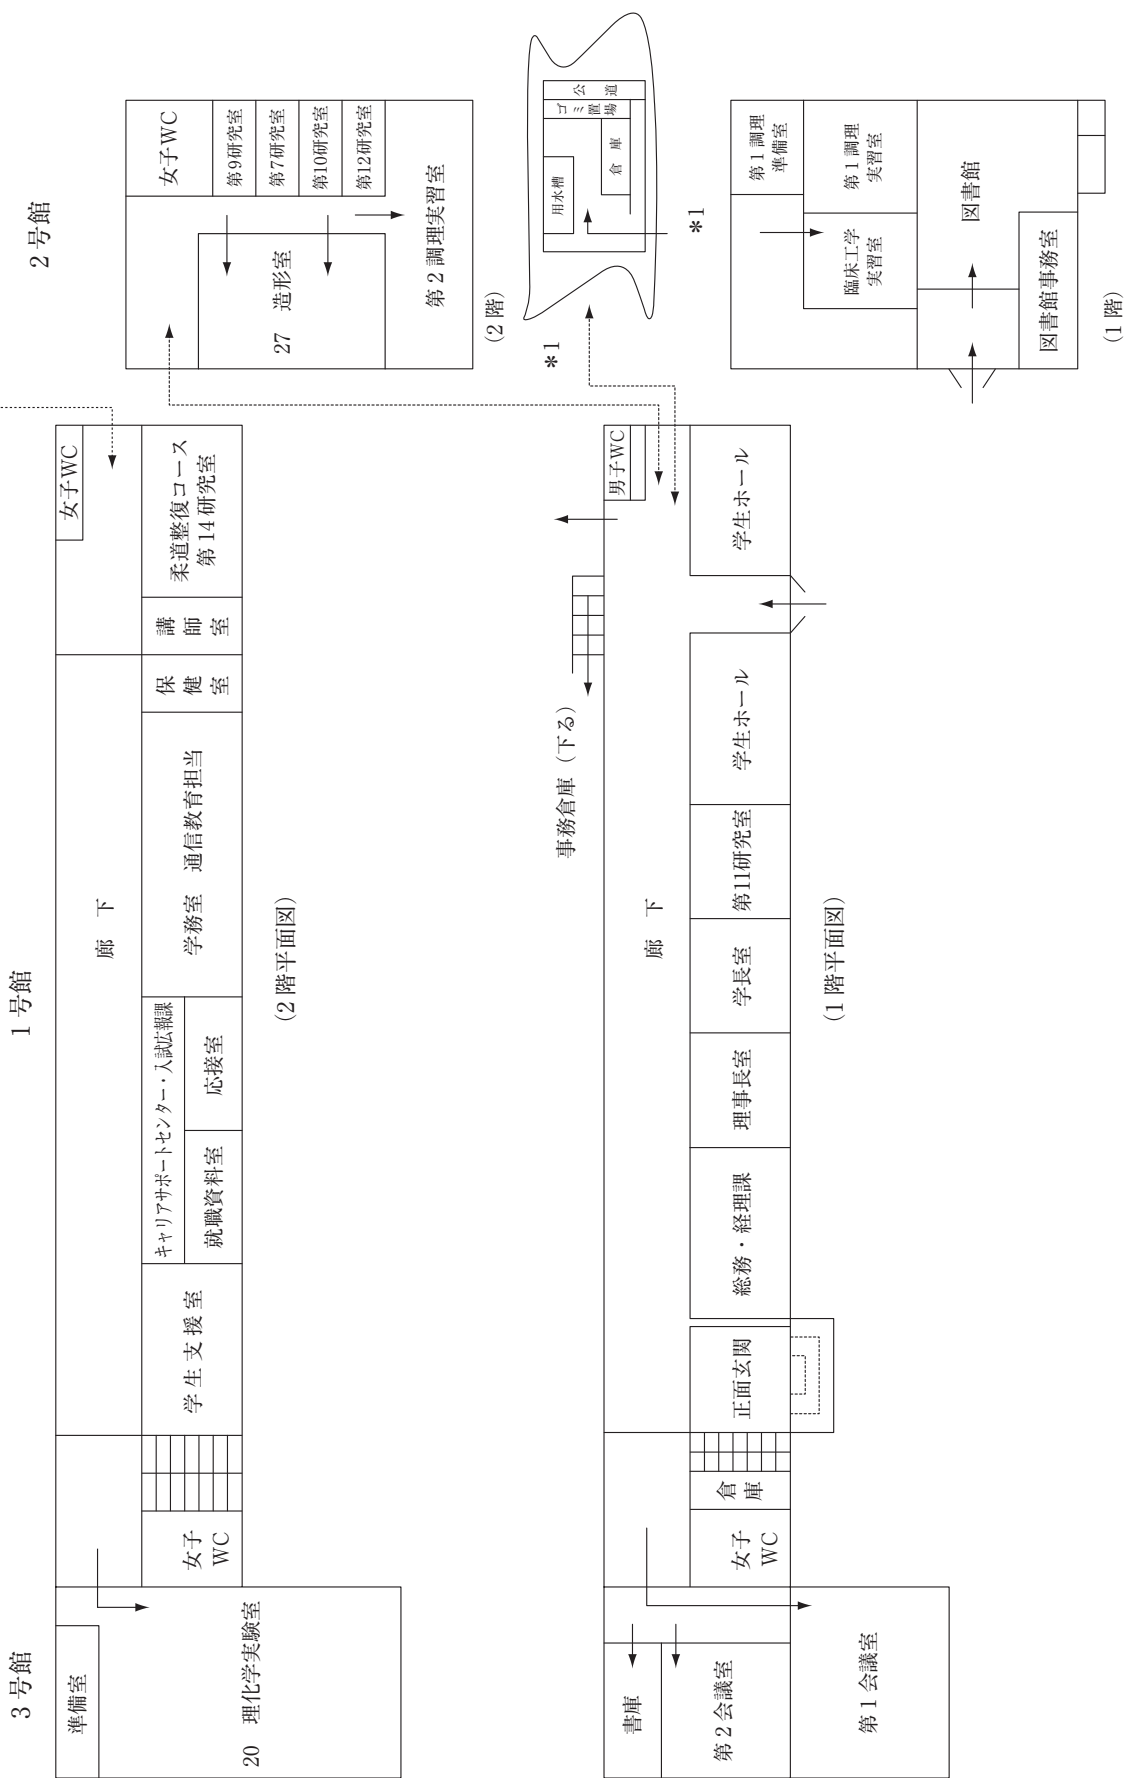 3号館
1号館
2号館
準備室
20 理化学実験室
女子
WC
学生支援室
キャリアサポートセンター・入試広報課
就職資料室
応接室
廊下
学務室 通信教育担当
保健室
講師室
柔道整復コース
第14研究室
女子WC
(2階平面図)
書庫
第2会議室
第1会議室
女子
WC
倉庫
正面玄関
総務・経理課
理事長室
学長室
第11研究室
学生ホール
学生ホール
廊下
事務倉庫(下る)
男子WC
(1階平面図)
女子WC
第9研究室
第7研究室
第10研究室
第12研究室
27 造形室
第2調理実習室
(2階)
*1
用水槽
倉庫
ゴミ置場
公道
*1
第1調理
準備室
第1調理
実習室
臨床工学
実習室
図書館
図書館事務室
(1階)